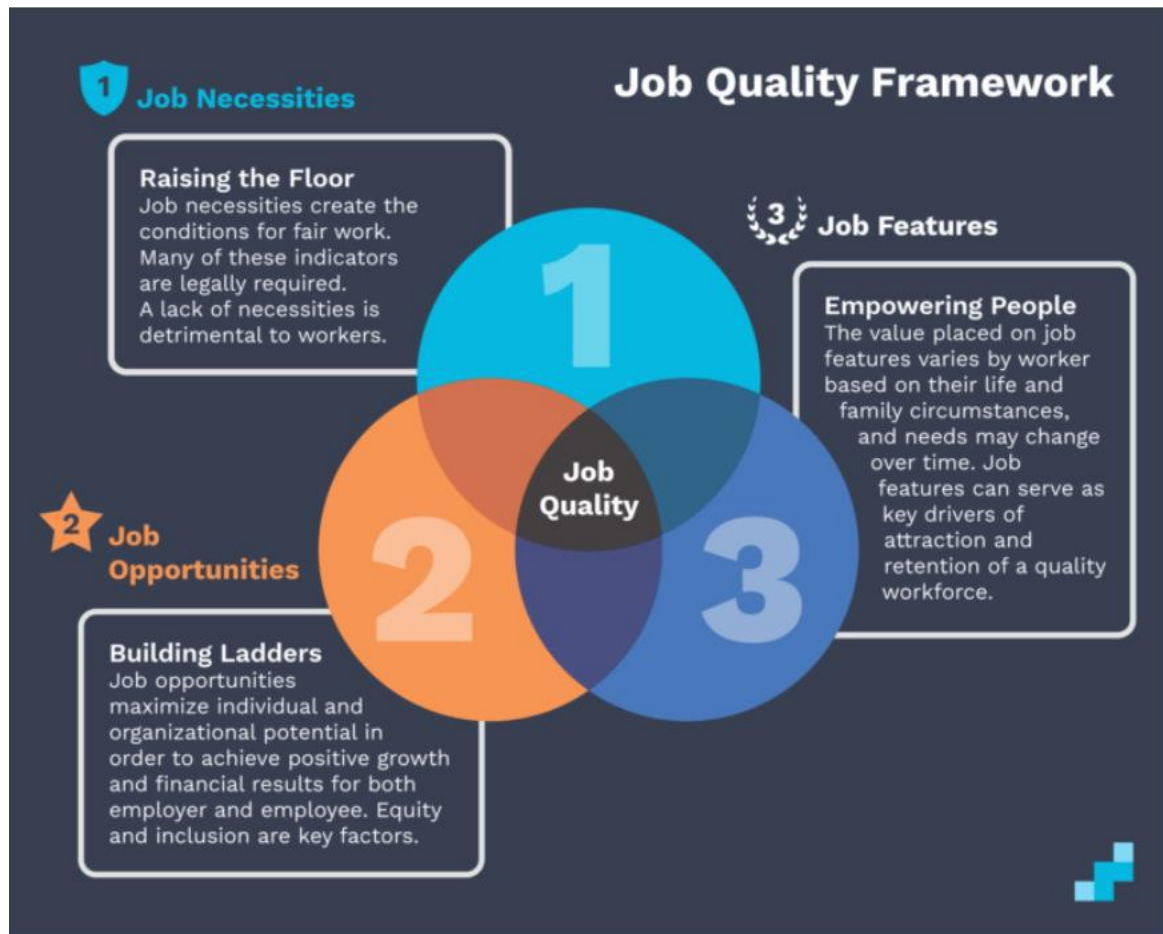 Job Quality Framework
1
Job Necessities
Raising the Floor
Job necessities create the
conditions for fair work.
Many of these indicators
are legally required.
A lack of necessities is
detrimental to workers.
3
Job Features
Empowering People
The value placed on job
features varies by worker
based on their life and
family circumstances,
and needs may change
over time. Job
features can serve as
key drivers of
attraction and
retention of a quality
workforce.
1
Job
Quality
2
3
2
Job
Opportunities
Building Ladders
Job opportunities
maximize individual and
organizational potential in
order to achieve positive growth
and financial results for both
employer and employee. Equity
and inclusion are key factors.